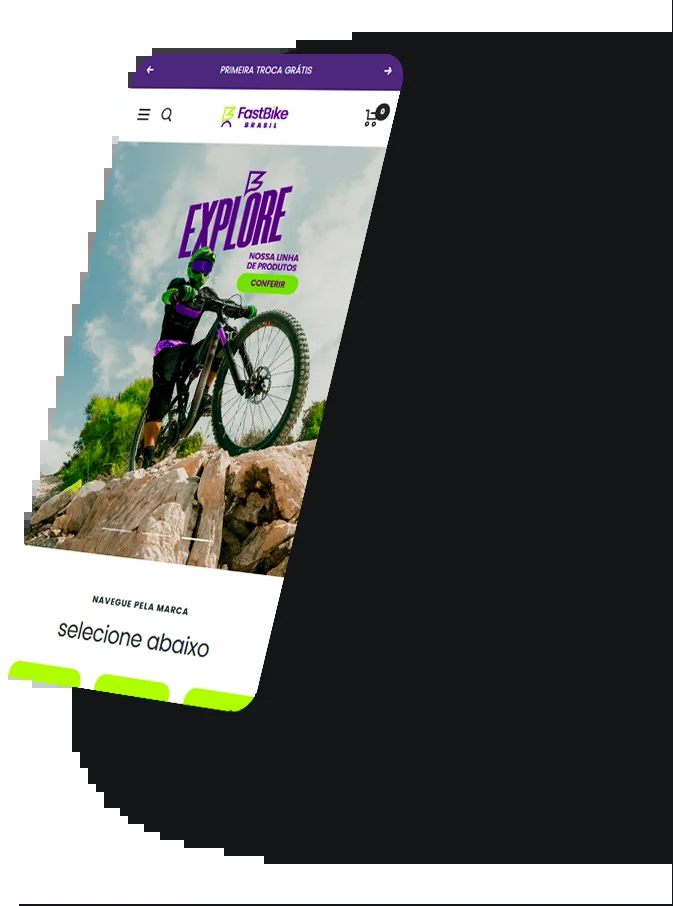 PRIMEIRA TROCA GRÁTIS
FastBike
BRASIL
0
EXPLORE
NOSSA LINHA
DE PRODUTOS
CONFERIR
NAVEGUE PELA MARCA
selecione abaixo